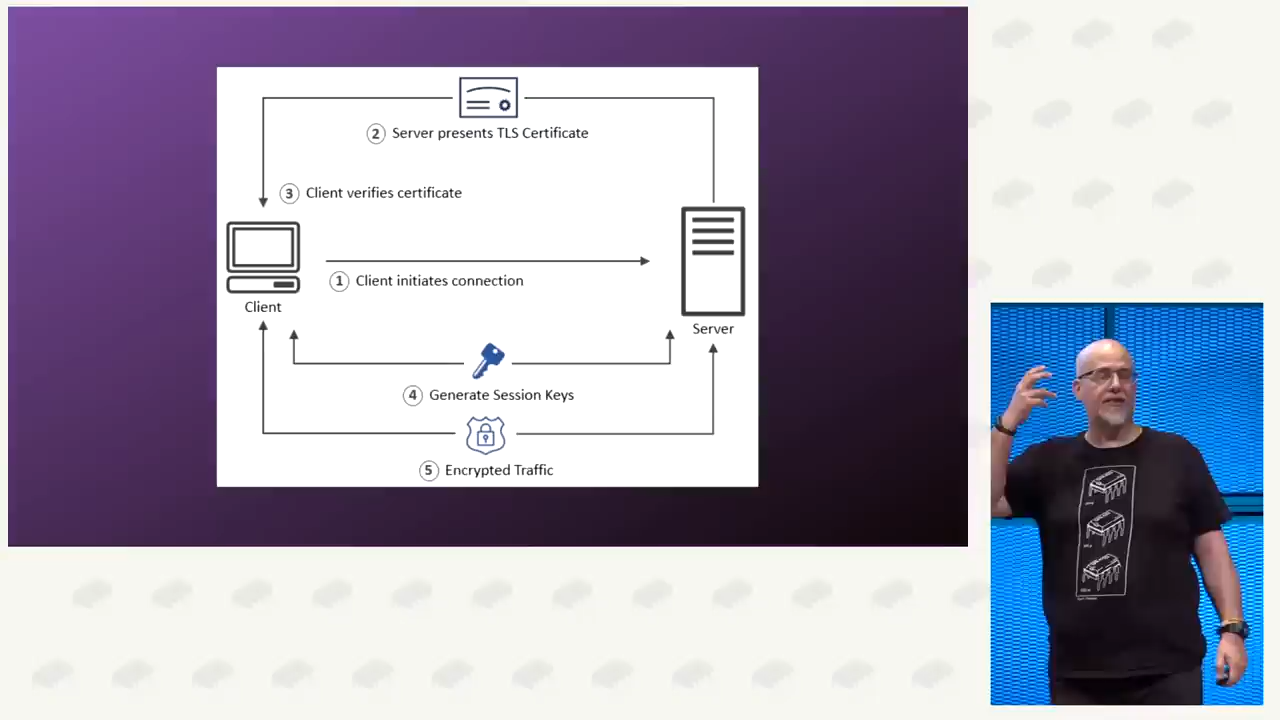 ② Server presents TLS Certificate
③ Client verifies certificate
① Client initiates connection
Client
Server
④ Generate Session Keys
⑤ Encrypted Traffic